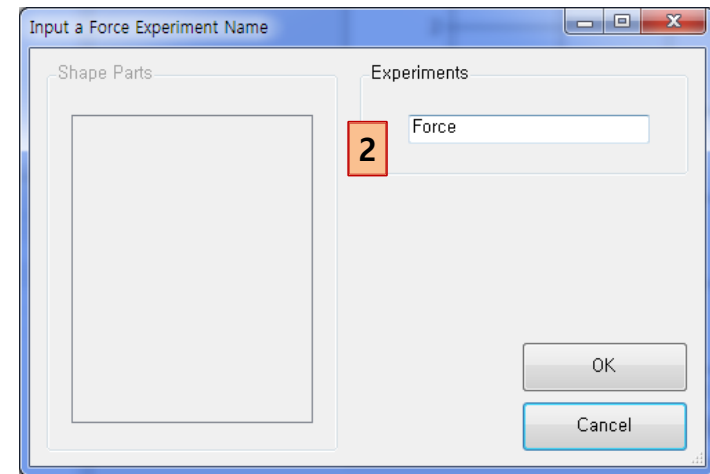 Input a Force Experiment Name
Shape Parts
Experiments
Force
2
OK
Cancel